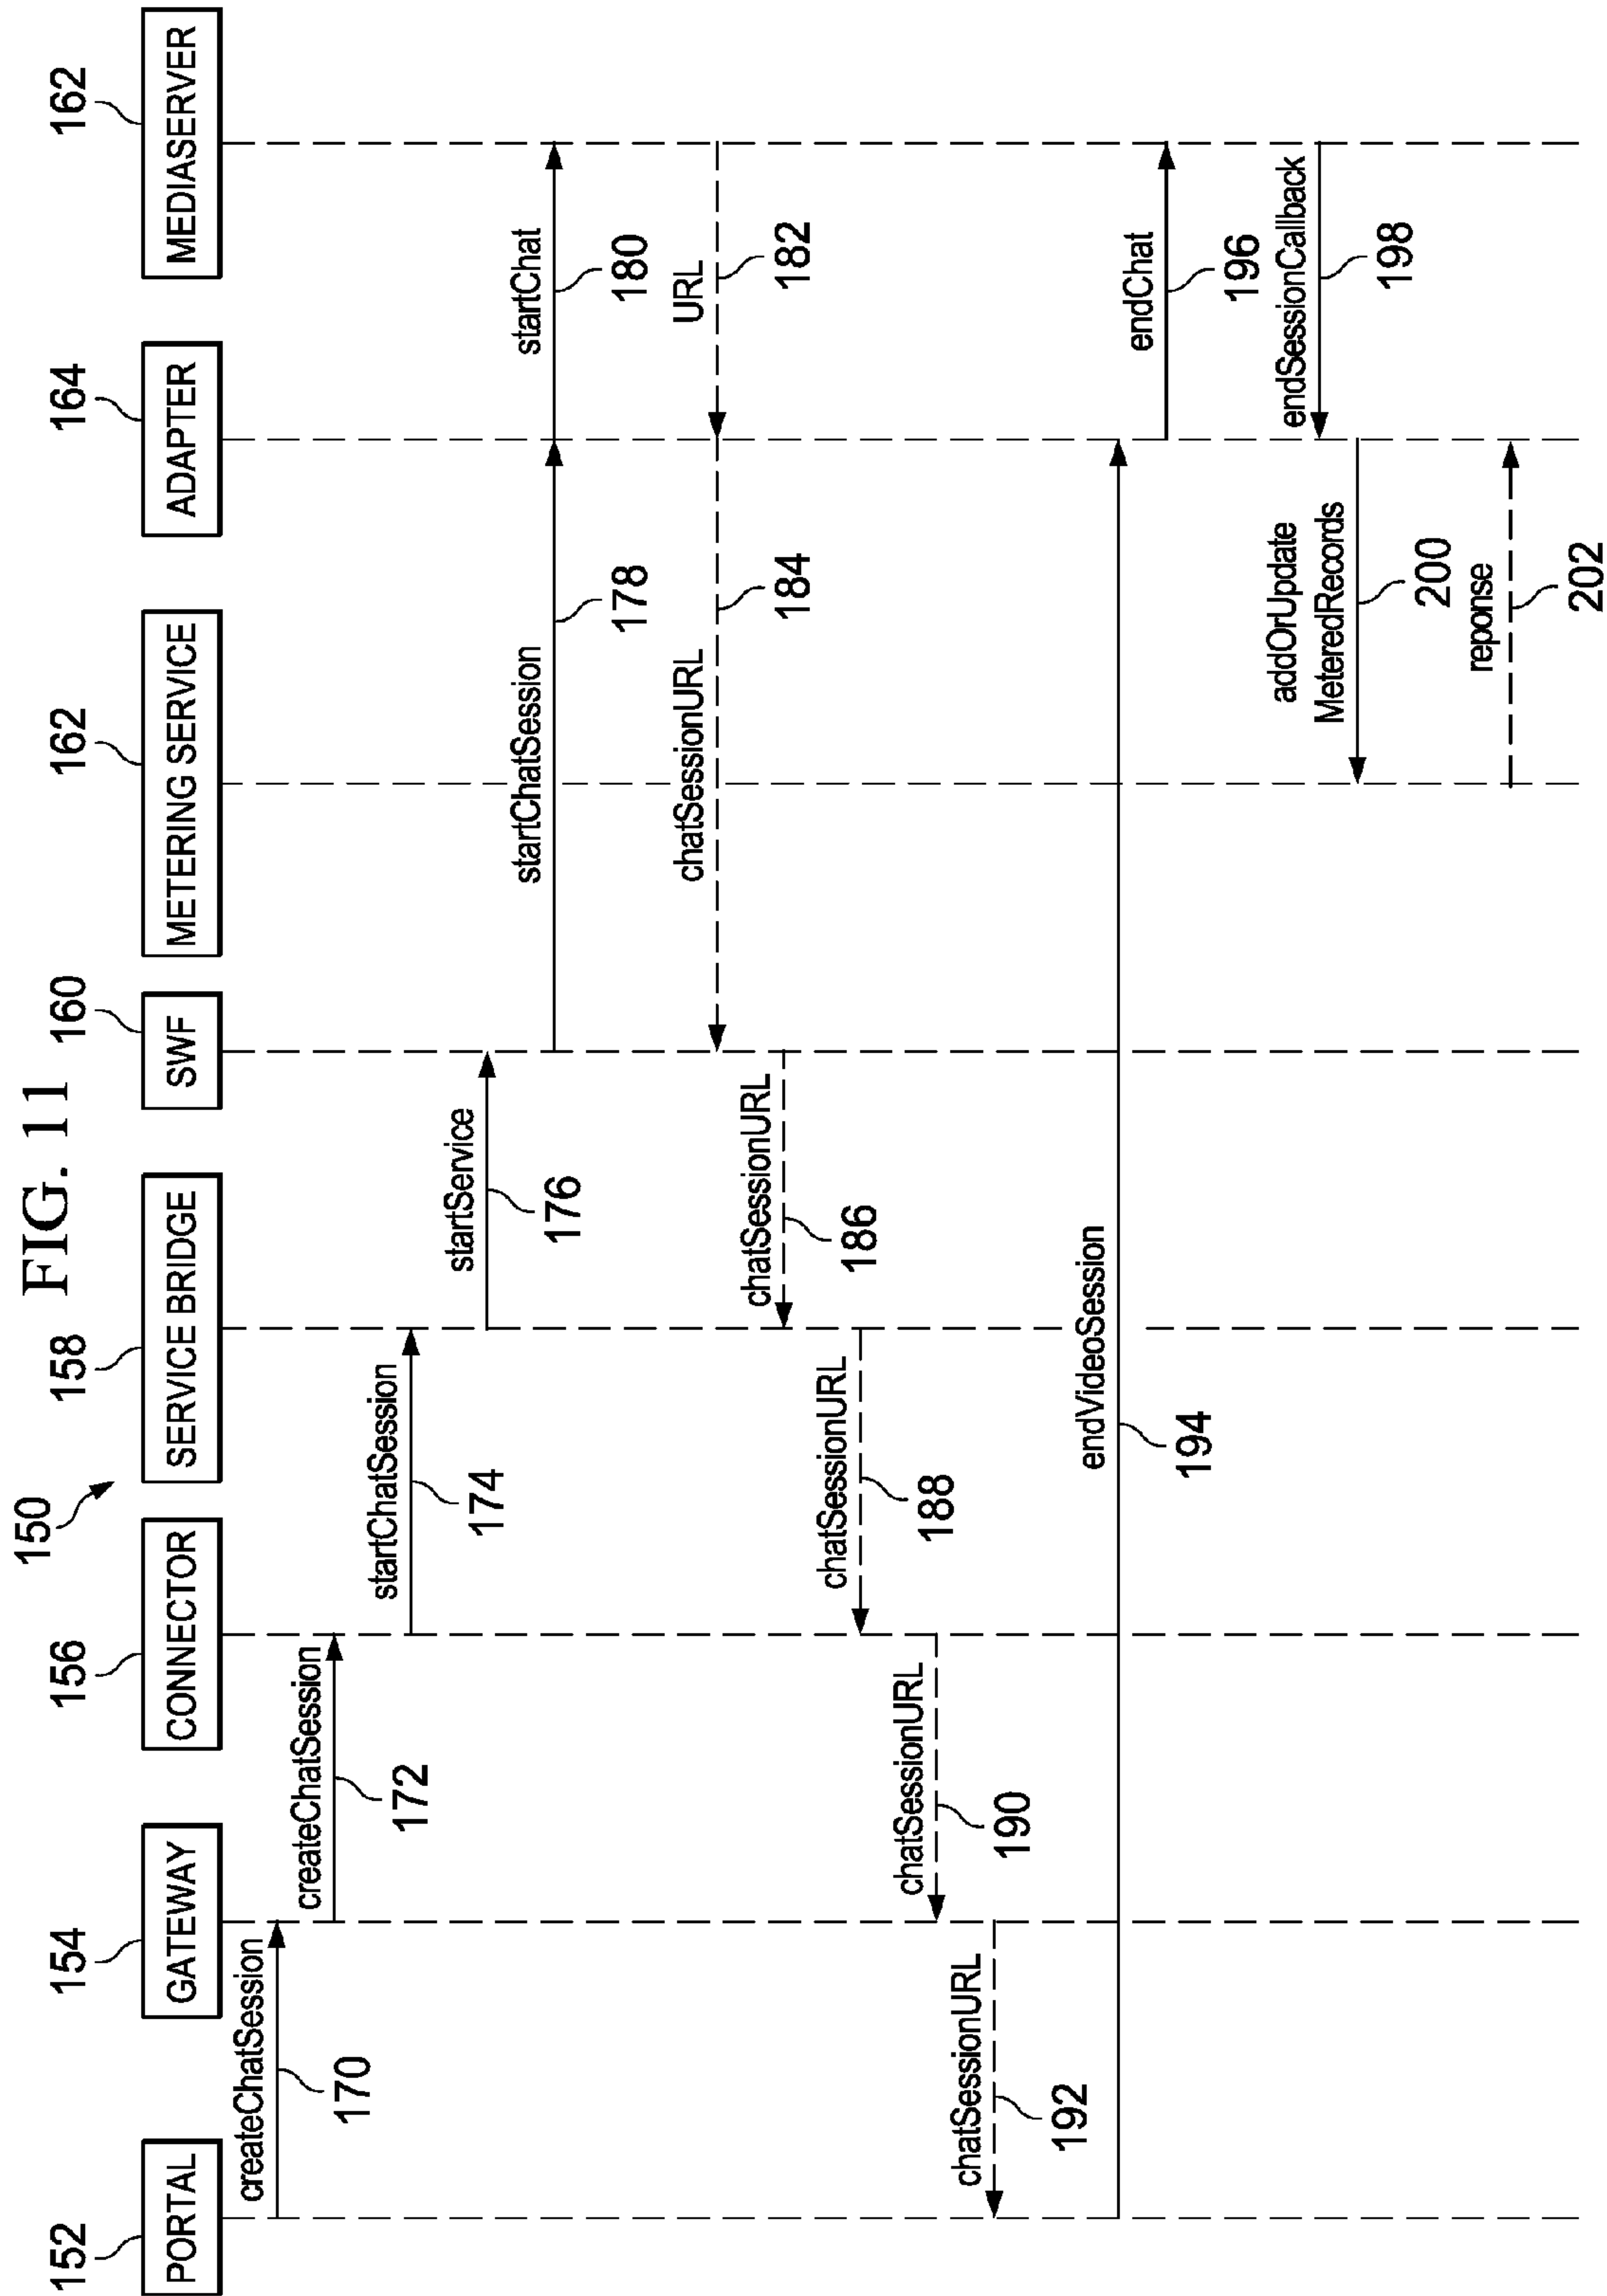 FIG. 11
150
152
154
156
158
160
162
164
162
PORTAL
GATEWAY
CONNECTOR
SERVICE BRIDGE
SWF
METERING SERVICE
ADAPTER
MEDIASERVER
createChatSession
170
createChatSession
172
startChatSession
174
startService
176
startChatSession
178
startChat
180
URL
182
chatSessionURL
184
chatSessionURL
186
chatSessionURL
188
chatSessionURL
190
chatSessionURL
192
endVideoSession
194
endChat
196
endSessionCallback
198
addOrUpdate
MeteredRecords
200
reponse
202